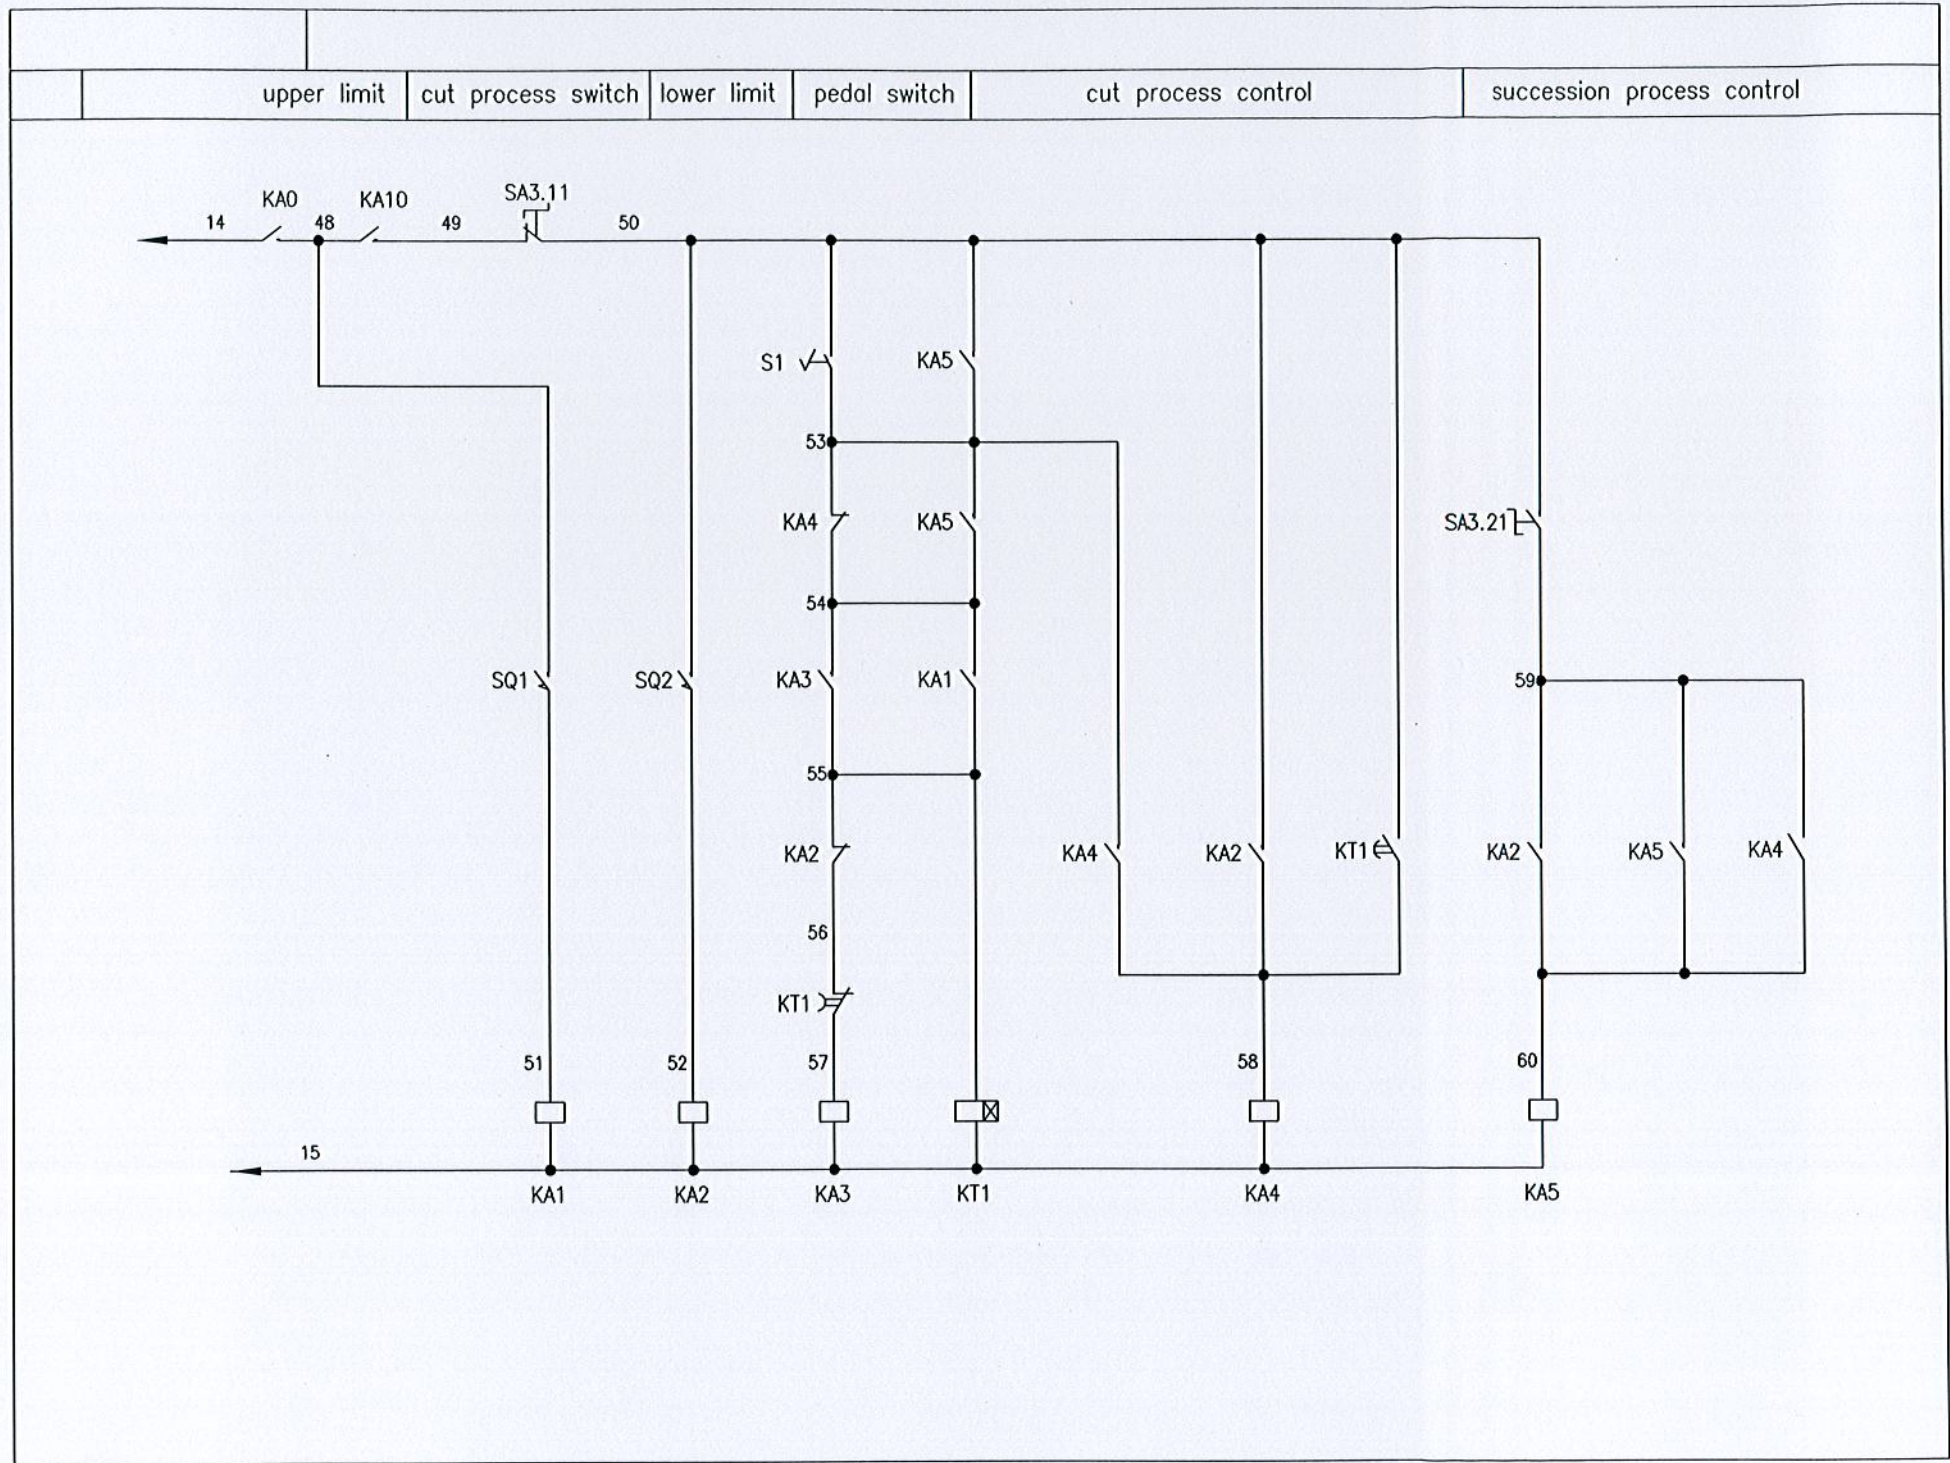 upper limit
cut process switch
lower limit
pedal switch
cut process control
succession process control
SA3.11
KA0
KA10
14
48
49
50
S1
KA5
53
KA4
KA5
SA3.21
54
SQ1
SQ2
KA3
KA1
59
55
KA2
KA4
KA2
KT1
KA2
KA5
KA4
56
KT1
51
52
57
58
60
15
KA1
KA2
KA3
KT1
KA4
KA5